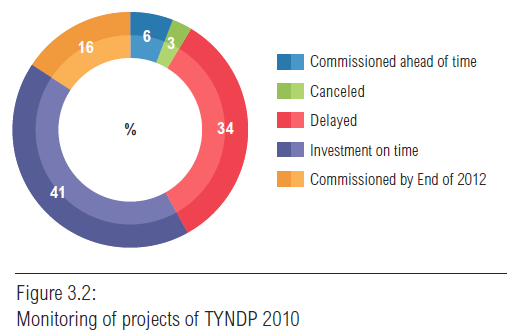 6
3
16
34
%
41
Commissioned ahead of time
Canceled
Delayed
Investment on time
Commissioned by End of 2012
Figure 3.2:
Monitoring of projects of TYNDP 2010